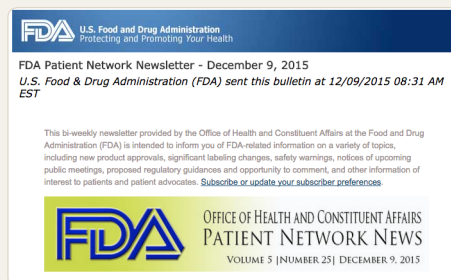 FDA U.S. Food and Drug Administration
Protecting and Promoting Your Health
FDA Patient Network Newsletter - December 9, 2015
U.S. Food & Drug Administration (FDA) sent this bulletin at 12/09/2015 08:31 AM
EST
This bi-weekly newsletter provided by the Office of Health and Constituent Affairs at the Food and Drug
Administration (FDA) is intended to inform you of FDA-related information on a variety of topics,
including new product approvals, significant labeling changes, safety warnings, notices of upcoming
public meetings, proposed regulatory guidances and opportunity to comment, and other information of
interest to patients and patient advocates. Subscribe or update your subscriber preferences.
FDA
OFFICE OF HEALTH AND CONSTITUENT AFFAIRS
PATIENT NETWORK NEWS
VOLUME 5 |NUMBER 25| DECEMBER 9, 2015